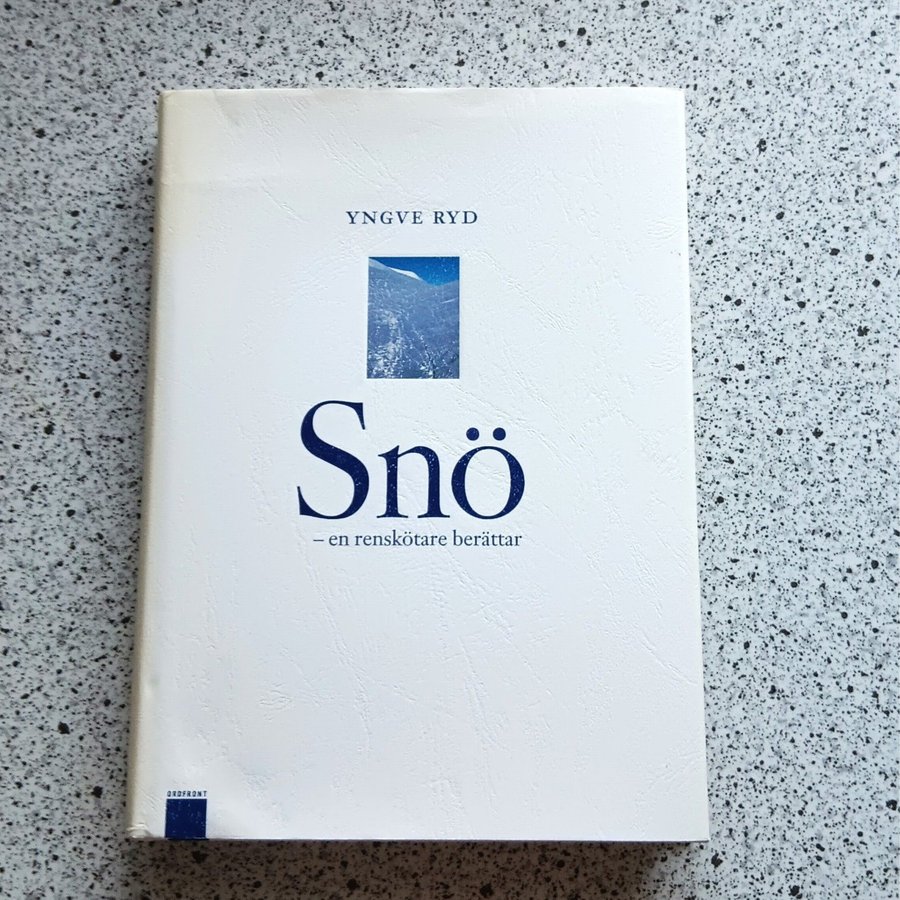 YNGVE RYD
Snö
– en renskötare berättar
ORDFRONT